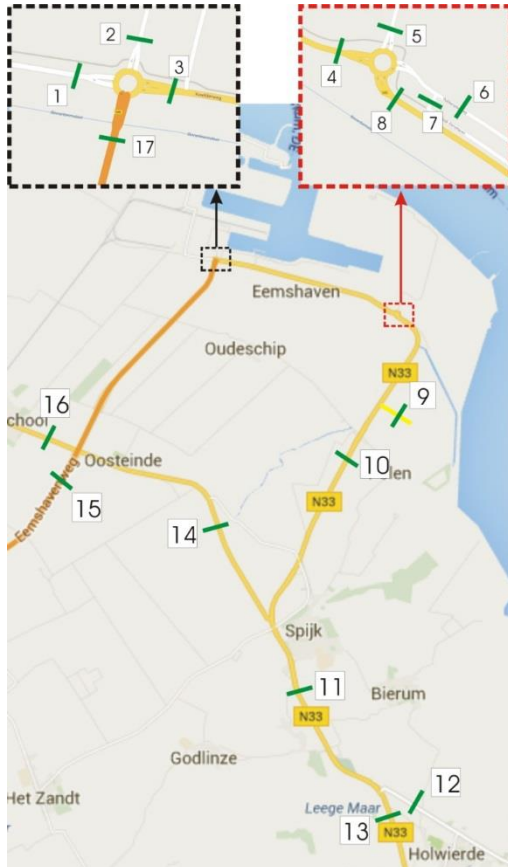 2
3
1
17
5
4
6
7
8
Eemshaven
Oudeschip
N33
9
16
10
Oosteinde
15
Eemshavenweg
N33
14
Spijk
11
N33
Bierum
Godlinze
12
Het Zandt
Leege Maar
13
N33
Holwierde